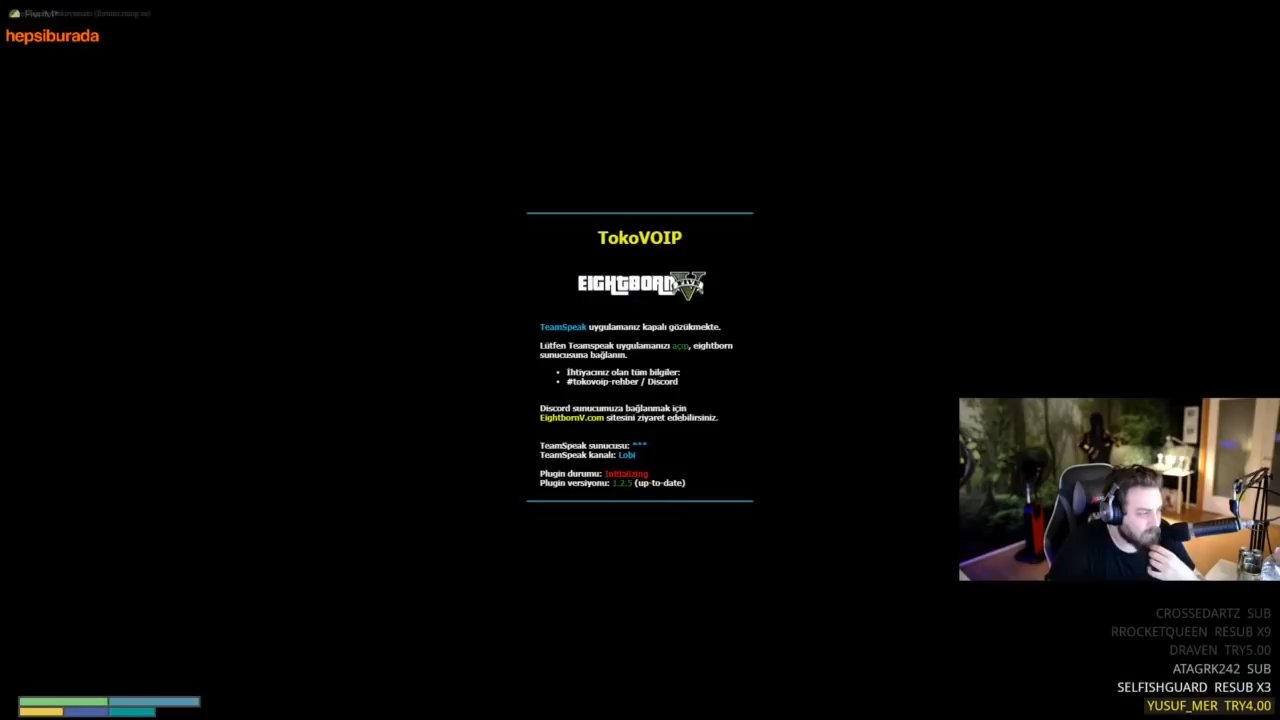 hepsiburada
TokoVOIP
EIGHTBORN V
TeamSpeak uygulamanız kapalı gözükmekte.
Lütfen Teamspeak uygulamanızı açıp, eightborn
sunucusuna bağlanın.
• İhtiyacınız olan tüm bilgiler:
• #tokovoip-rehber / Discord
Discord sunucumuza bağlanmak için
EightbornV.com sitesini ziyaret edebilirsiniz.
TeamSpeak sunucusu: ***
TeamSpeak kanalı: Lobi
Plugin durumu: Initializing
Plugin versiyonu: 1.2.5 (up-to-date)
CROSSEDARTZ SUB
RROCKETQUEEN RESUB X9
DRAVEN TRY5.00
ATAGRK242 SUB
SELFISHGUARD RESUB X3
YUSUF_MER TRY4.00